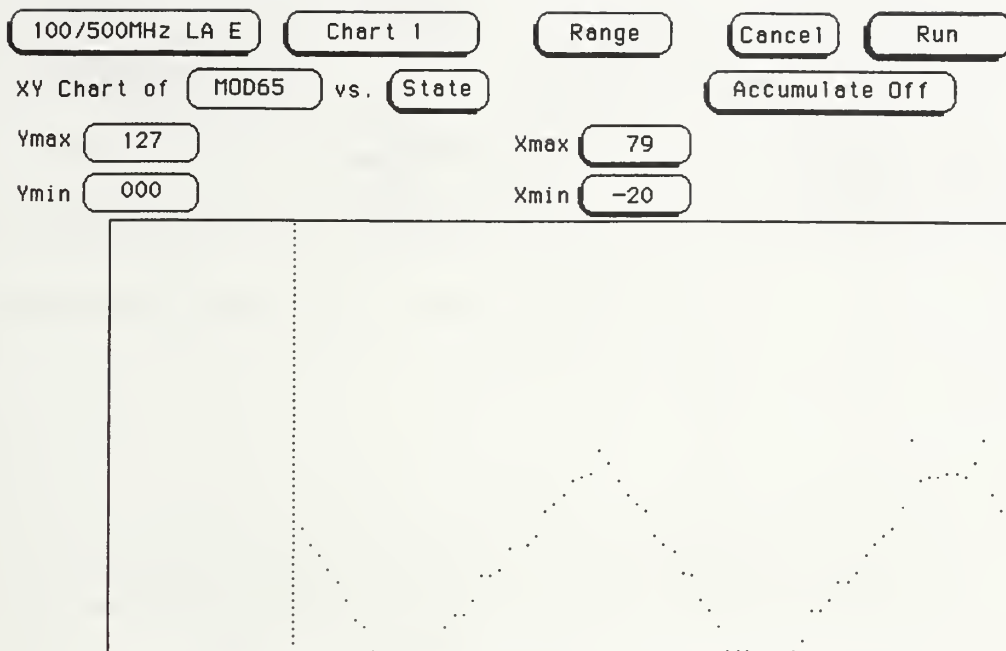 100/500MHz LA E Chart 1 Range Cancel Run
XY Chart of MOD65 vs. State Accumulate Off
Ymax 127 Xmax 79
Ymin 000 Xmin -20